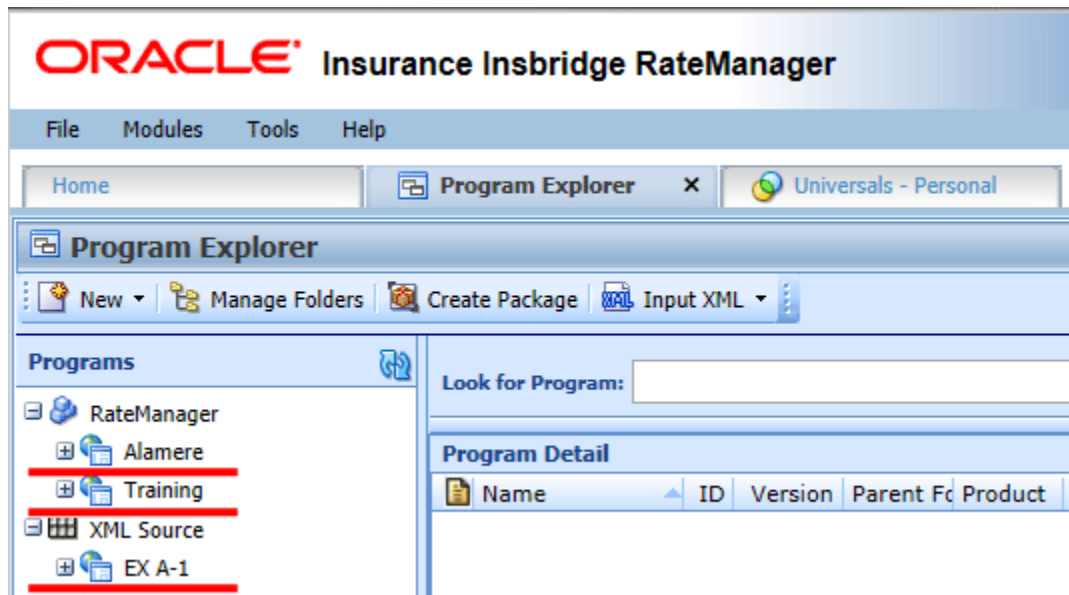 ORACLE Insurance Insbridge RateManager
File Modules Tools Help
Home Program Explorer × Universals - Personal
Program Explorer
New Manage Folders Create Package XML Input XML
Programs
Look for Program:
RateManager
Alamere
Training
XML Source
EX A-1
Program Detail
Name ID Version Parent Fo Product